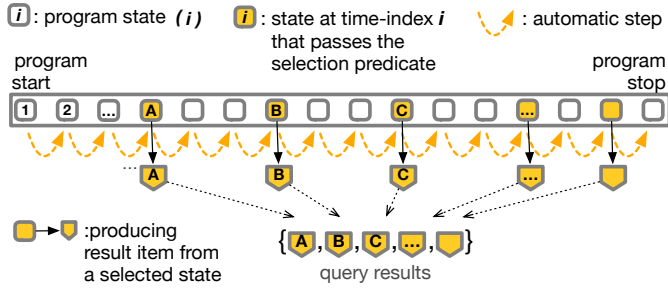 i : program state (i)
i : state at time-index i
that passes the
selection predicate
: automatic step
program
start
program
stop
1 2 ... A B C ...
... A B C ...
{A,B,C,..., }
query results
:producing
result item from
a selected state